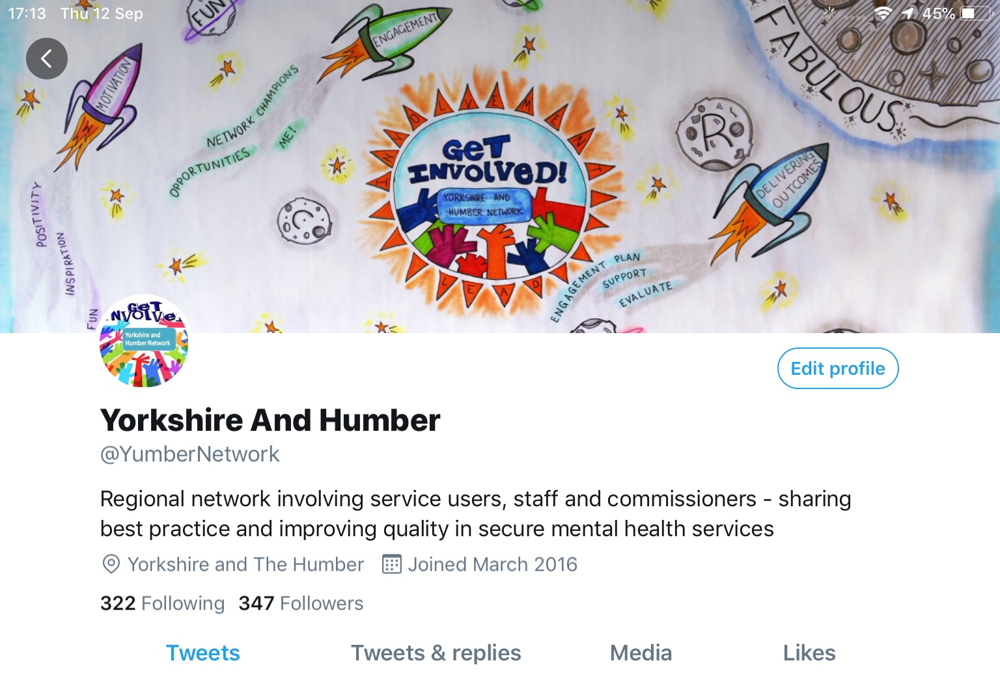 17:13 Thu 12 Sep
45%
FUN
MOTIVATION
ENGAGEMENT
FABULOUS
NETWORK CHAMPIONS
OPPORTUNITIES
ME!
INVOLVEMENT
GET
INVOLVED!
YORKSHIRE AND
HUMBER NETWORK
LEAD
R
C
DELIVERING
OUTCOMES
POSITIVITY
INSPIRATION
FUN
ENGAGEMENT PLAN
SUPPORT
EVALUATE
GET
NVOLVE
Yorkshire and
Humber Network
Edit profile
Yorkshire And Humber
@YumberNetwork
Regional network involving service users, staff and commissioners - sharing
best practice and improving quality in secure mental health services
Yorkshire and The Humber Joined March 2016
322 Following 347 Followers
Tweets Tweets & replies Media Likes